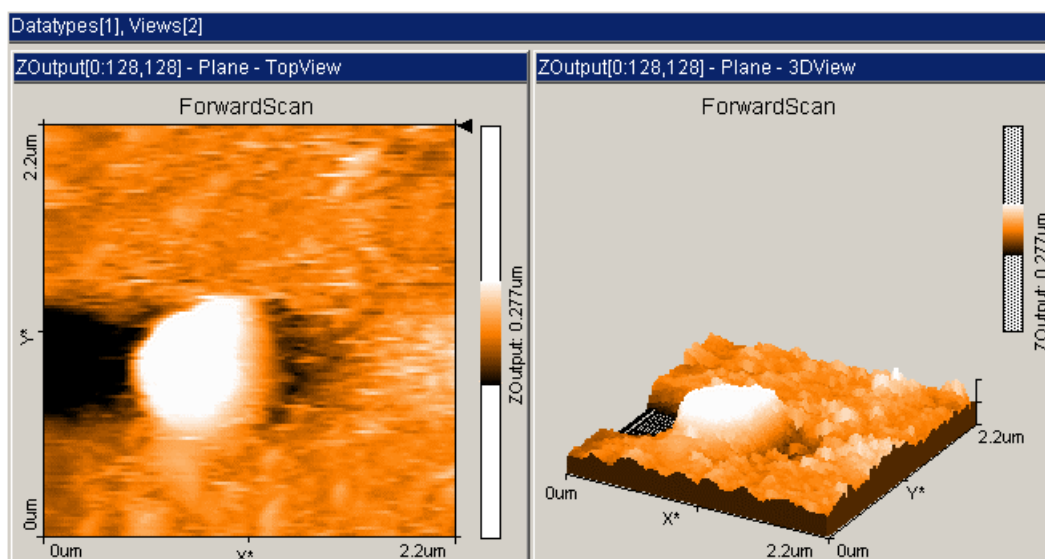 Datatypes[1], Views[2]
ZOutput[0:128,128] - Plane - TopView
ForwardScan
2.2um
Y*
0um
0um
X*
2.2um
ZOutput: 0.277um
ZOutput[0:128,128] - Plane - 3DView
ForwardScan
ZOutput: 0.277um
0um
X*
2.2um
0um
Y*
2.2um